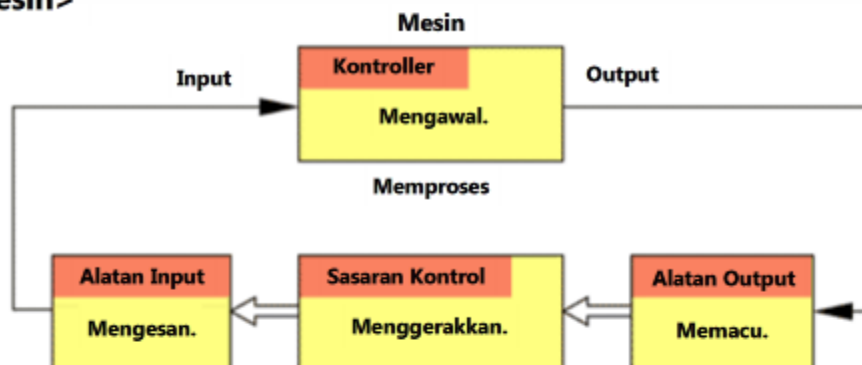 Mesin
Kontroller
Input
Output
Mengawal.
Memproses
Alatan Input
Sasaran Kontrol
Alatan Output
Mengesan.
Menggerakkan.
Memacu.